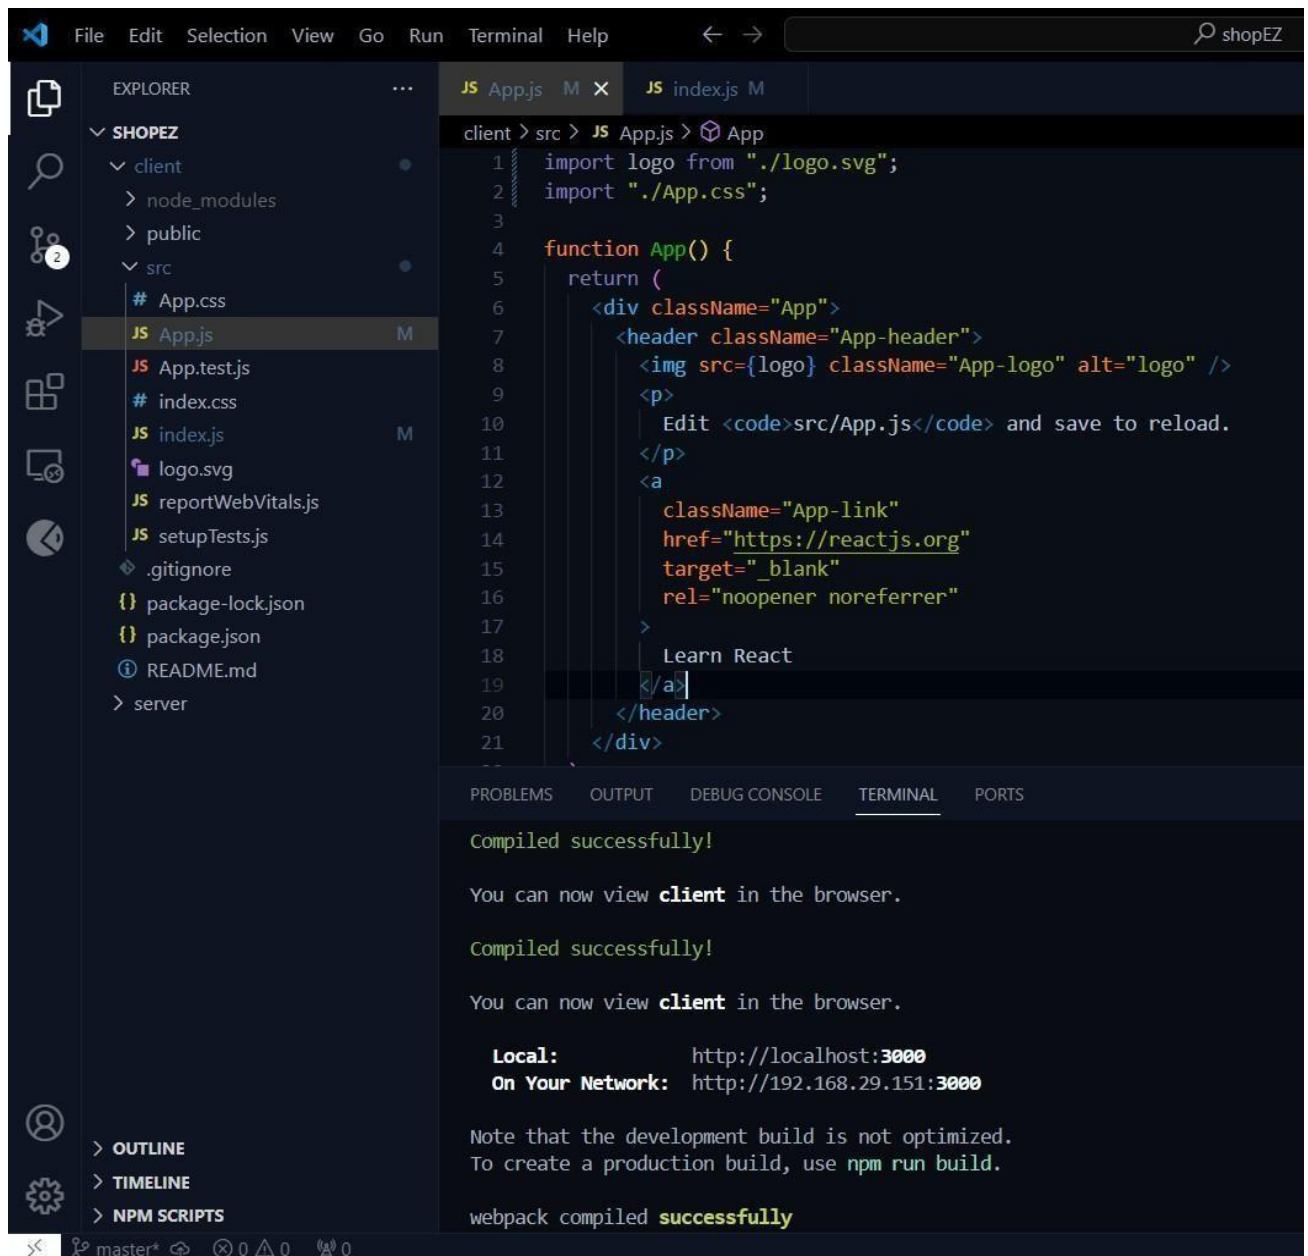 File Edit Selection View Go Run Terminal Help ← → shopEZ
EXPLORER ...
SHOPEZ
client
node_modules
public
src
# App.css
JS App.js M
JS App.test.js
# index.css
JS index.js M
logo.svg
JS reportWebVitals.js
JS setupTests.js
.gitignore
{} package-lock.json
{} package.json
README.md
server
2
OUTLINE
TIMELINE
NPM SCRIPTS
JS App.js M × JS index.js M
client > src > JS App.js > App
1 import logo from "./logo.svg";
2 import "./App.css";
3
4 function App() {
5 return (
6 <div className="App">
7 <header className="App-header">
8 <img src={logo} className="App-logo" alt="logo" />
9 <p>
10 Edit <code>src/App.js</code> and save to reload.
11 </p>
12 <a
13 className="App-link"
14 href="https://reactjs.org"
15 target="_blank"
16 rel="noopener noreferrer"
17 >
18 Learn React
19 </a>
20 </header>
21 </div>
PROBLEMS OUTPUT DEBUG CONSOLE TERMINAL PORTS
Compiled successfully!
You can now view client in the browser.
Compiled successfully!
You can now view client in the browser.
Local: http://localhost:3000
On Your Network: http://192.168.29.151:3000
Note that the development build is not optimized.
To create a production build, use npm run build.
webpack compiled successfully
master* 0 0 0